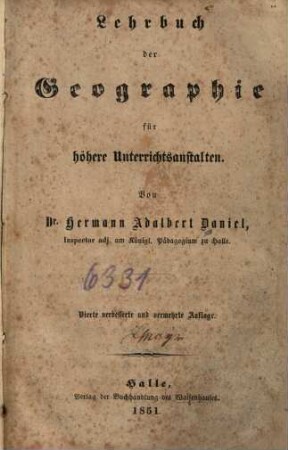 Lehrbuch
der
Geographie
für
höhere Unterrichtsanstalten.
Von
Dr. Hermann Adalbert Daniel,
Inspector adj. am Königl. Pädagogium zu Halle.
6331
Vierte verbesserte und vermehrte Auflage.
Halle,
Verlag der Buchhandlung des Waisenhauses.
1851